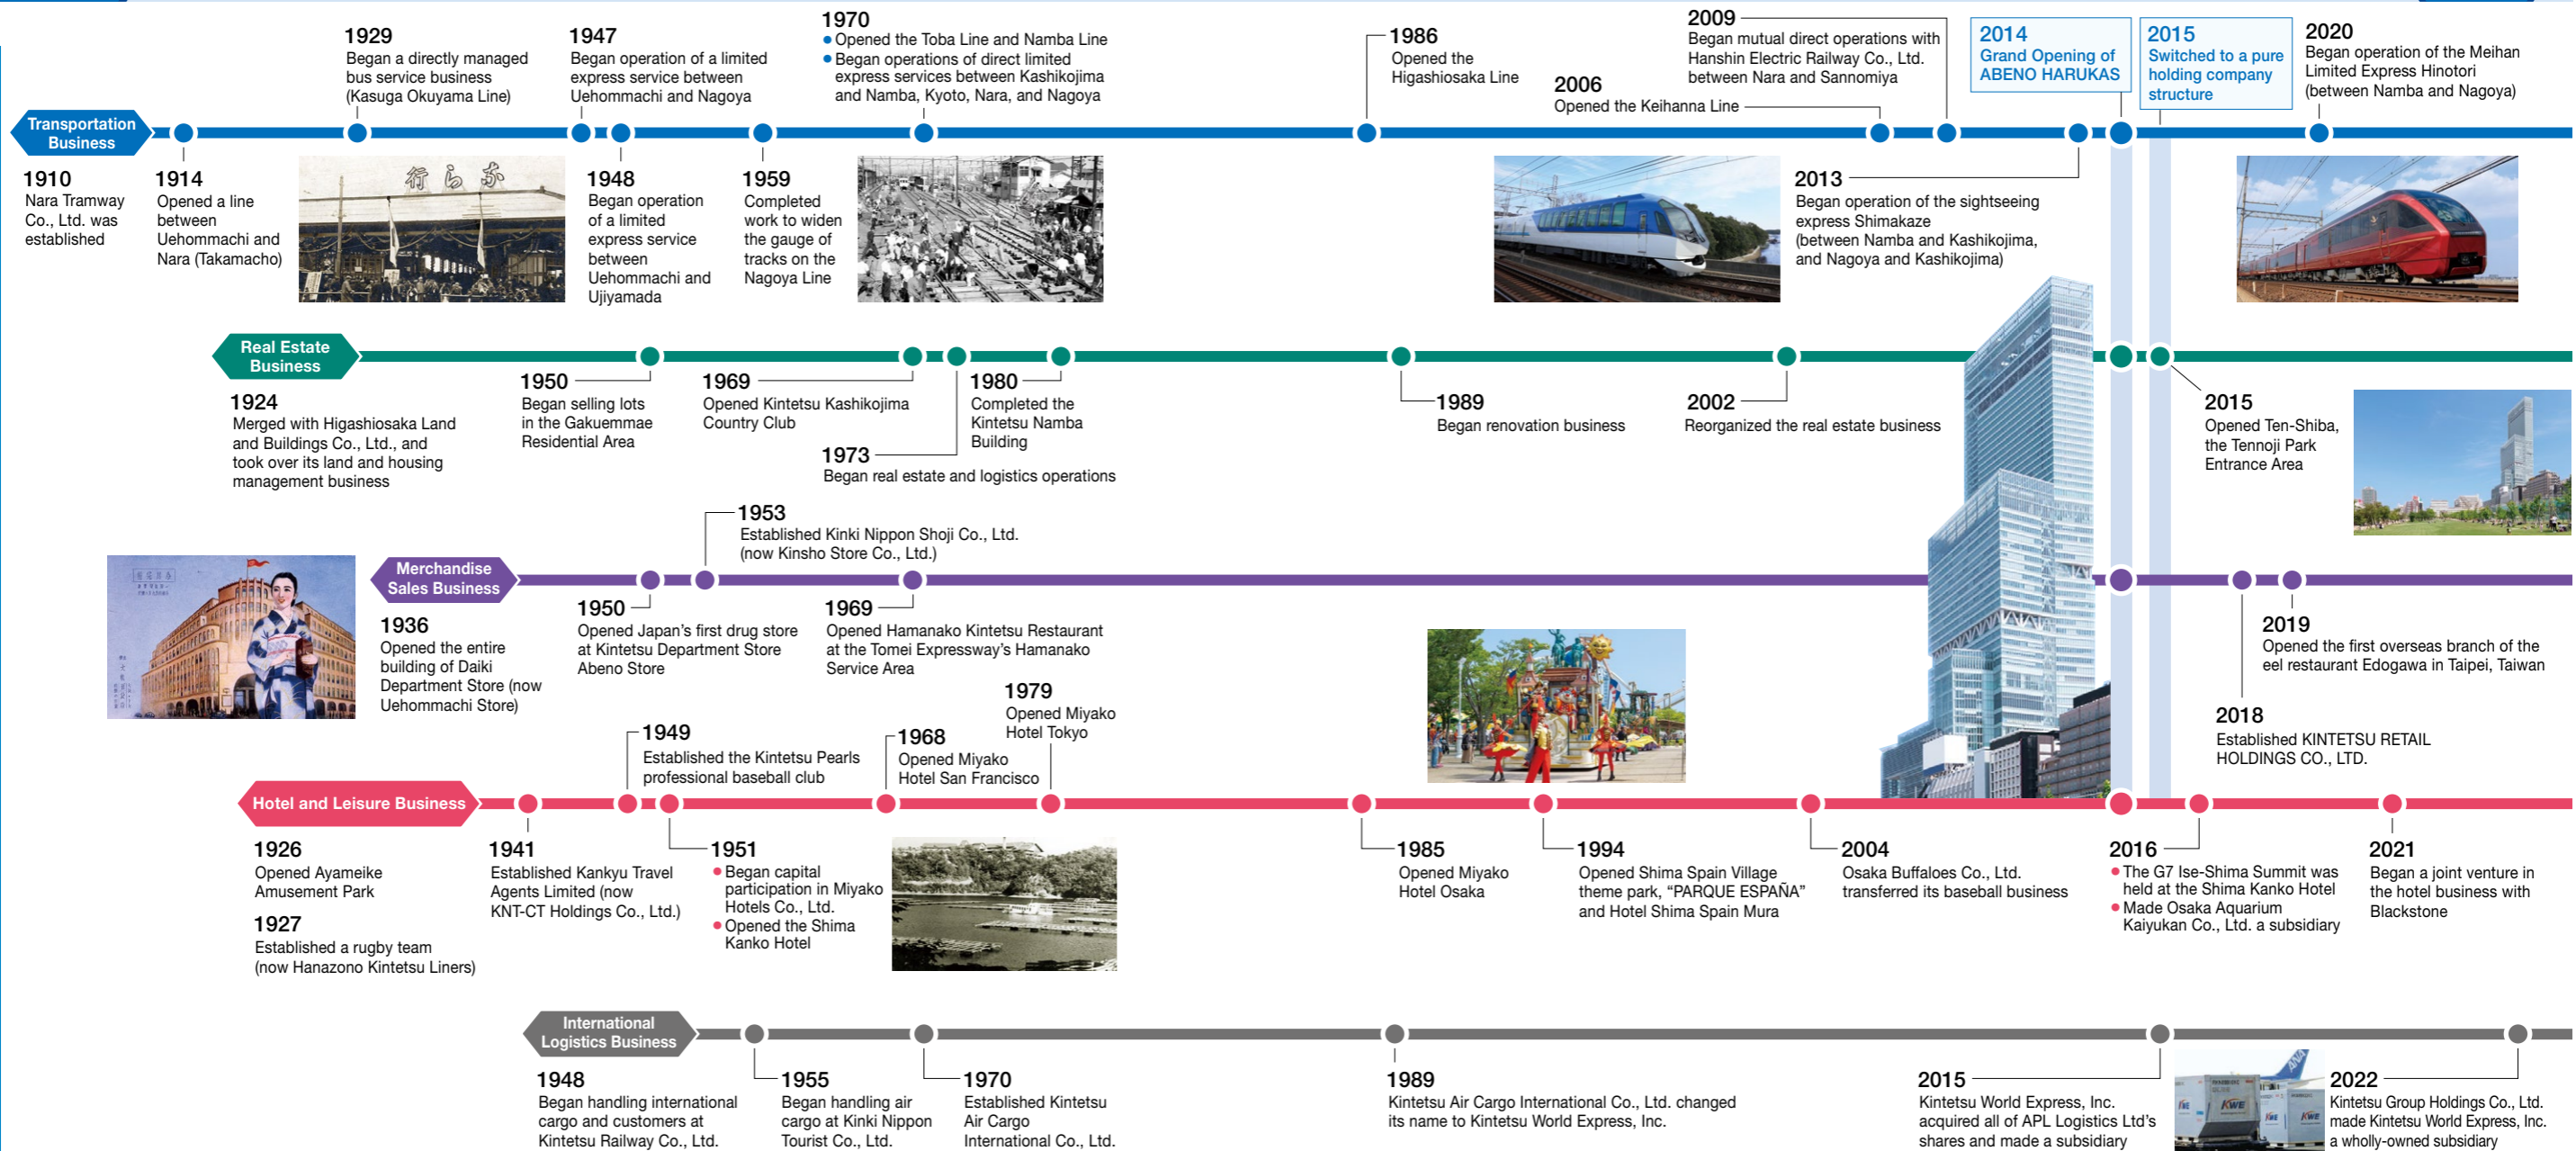 Transportation
Business
1910
Nara Tramway
Co., Ltd. was
established
1914
Opened a line
between
Uehommachi and
Nara (Takamacho)
1929
Began a directly managed
bus service business
(Kasuga Okuyama Line)
1947
Began operation of a limited
express service between
Uehommachi and Nagoya
1948
Began operation
of a limited
express service
between
Uehommachi and
Ujiyamada
1959
Completed
work to widen
the gauge of
tracks on the
Nagoya Line
1970
● Opened the Toba Line and Namba Line
● Began operations of direct limited
express services between Kashikojima
and Namba, Kyoto, Nara, and Nagoya
1986
Opened the
Higashiosaka Line
2006
Opened the Keihanna Line
2009
Began mutual direct operations with
Hanshin Electric Railway Co., Ltd.
between Nara and Sannomiya
2013
Began operation of the sightseeing
express Shimakaze
(between Namba and Kashikojima,
and Nagoya and Kashikojima)
2014
Grand Opening of
ABENO HARUKAS
2015
Switched to a pure
holding company
structure
2020
Began operation of the Meihan
Limited Express Hinotori
(between Namba and Nagoya)
行らな
Real Estate
Business
1924
Merged with Higashiosaka Land
and Buildings Co., Ltd., and
took over its land and housing
management business
1950
Began selling lots
in the Gakuemmae
Residential Area
1969
Opened Kintetsu Kashikojima
Country Club
1973
Began real estate and logistics operations
1980
Completed the
Kintetsu Namba
Building
1989
Began renovation business
2002
Reorganized the real estate business
2015
Opened Ten-Shiba,
the Tennoji Park
Entrance Area
Merchandise
Sales Business
1936
Opened the entire
building of Daiki
Department Store (now
Uehommachi Store)
1950
Opened Japan's first drug store
at Kintetsu Department Store
Abeno Store
1953
Established Kinki Nippon Shoji Co., Ltd.
(now Kinsho Store Co., Ltd.)
1969
Opened Hamanako Kintetsu Restaurant
at the Tomei Expressway's Hamanako
Service Area
2018
Established KINTETSU RETAIL
HOLDINGS CO., LTD.
2019
Opened the first overseas branch of the
eel restaurant Edogawa in Taipei, Taiwan
Hotel and Leisure Business
1926
Opened Ayameike
Amusement Park
1927
Established a rugby team
(now Hanazono Kintetsu Liners)
1941
Established Kankyu Travel
Agents Limited (now
KNT-CT Holdings Co., Ltd.)
1949
Established the Kintetsu Pearls
professional baseball club
1951
● Began capital
participation in Miyako
Hotels Co., Ltd.
● Opened the Shima
Kanko Hotel
1968
Opened Miyako
Hotel San Francisco
1979
Opened Miyako
Hotel Tokyo
1985
Opened Miyako
Hotel Osaka
1994
Opened Shima Spain Village
theme park, “PARQUE ESPAÑA”
and Hotel Shima Spain Mura
2004
Osaka Buffaloes Co., Ltd.
transferred its baseball business
2016
● The G7 Ise-Shima Summit was
held at the Shima Kanko Hotel
● Made Osaka Aquarium
Kaiyukan Co., Ltd. a subsidiary
2021
Began a joint venture in
the hotel business with
Blackstone
International
Logistics Business
1948
Began handling international
cargo and customers at
Kintetsu Railway Co., Ltd.
1955
Began handling air
cargo at Kinki Nippon
Tourist Co., Ltd.
1970
Established Kintetsu
Air Cargo
International Co., Ltd.
1989
Kintetsu Air Cargo International Co., Ltd. changed
its name to Kintetsu World Express, Inc.
2015
Kintetsu World Express, Inc.
acquired all of APL Logistics Ltd's
shares and made a subsidiary
ANA
KWE
KWE
2022
Kintetsu Group Holdings Co., Ltd.
made Kintetsu World Express, Inc.
a wholly-owned subsidiary